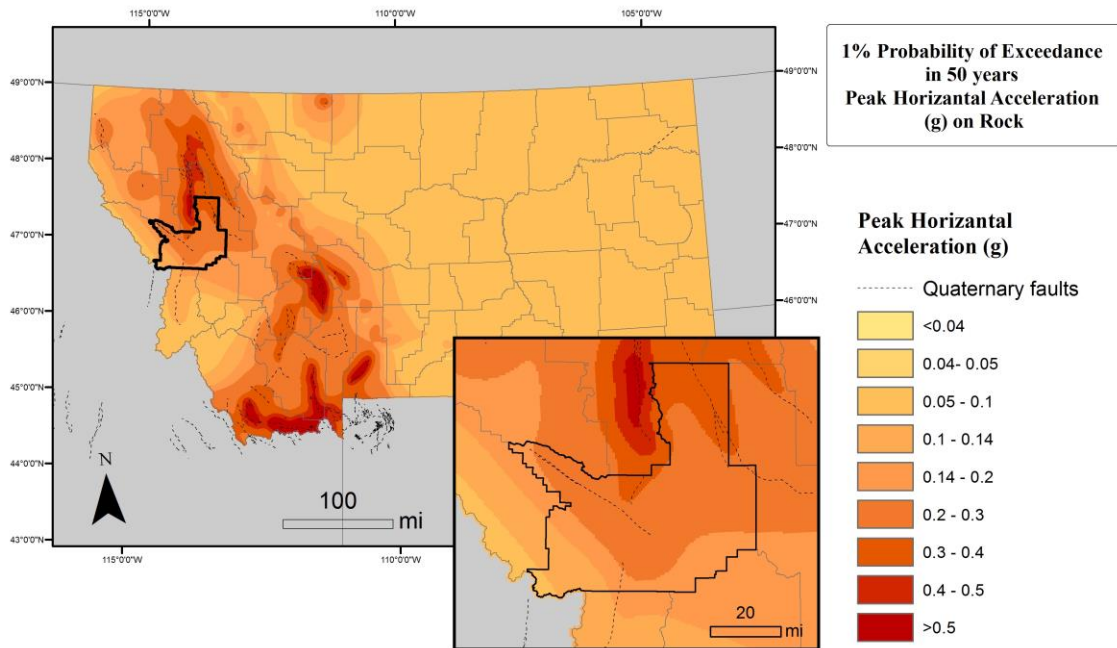 115°0'0"W
110°0'0"W
105°0'0"W
49°0'0"N
48°0'0"N
47°0'0"N
46°0'0"N
45°0'0"N
44°0'0"N
43°0'0"N
49°0'0"N
48°0'0"N
47°0'0"N
46°0'0"N
N
100
mi
115°0'0"W
110°0'0"W
20
mi
1% Probability of Exceedance
in 50 years
Peak Horizantal Acceleration
(g) on Rock
Peak Horizantal
Acceleration (g)
Quaternary faults
<0.04
0.04- 0.05
0.05 - 0.1
0.1 - 0.14
0.14 - 0.2
0.2 - 0.3
0.3 - 0.4
0.4 - 0.5
>0.5